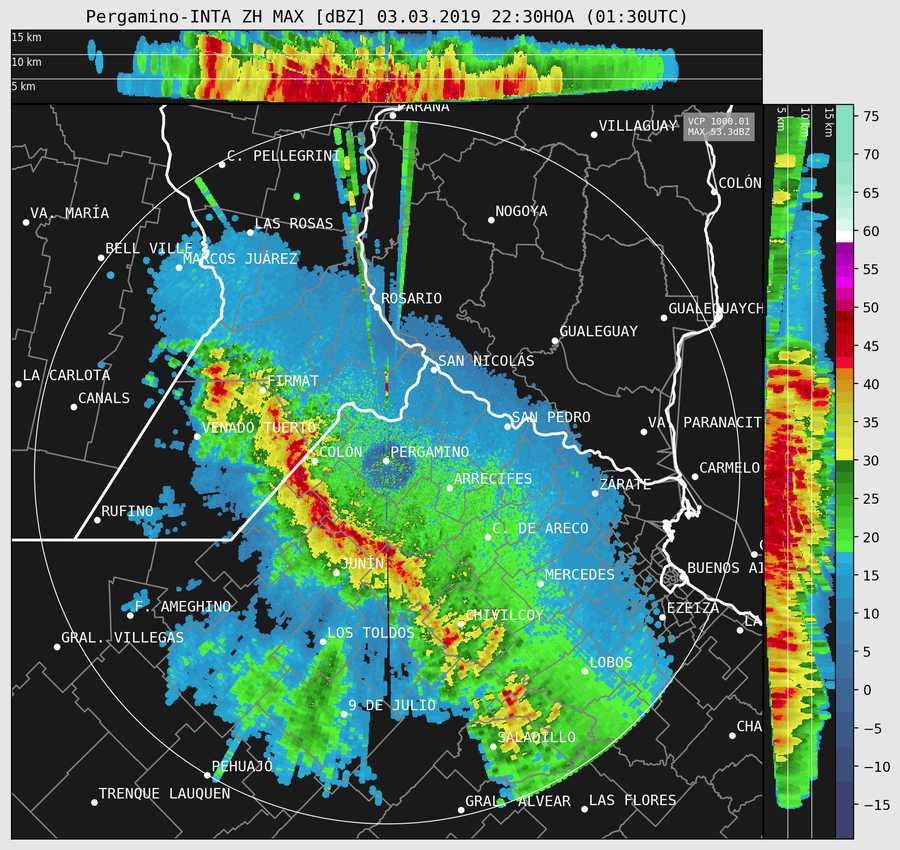 Pergamino-INTA ZH MAX [dBZ] 03.03.2019 22:30HOA (01:30UTC)
15 km
10 km
5 km
PARANÁ
VILLAGUAY
VCP 1000.01
MAX 53.3dBZ
5 km
10 km
15 km
75
70
65
60
55
50
45
40
35
30
25
20
15
10
5
0
−5
−10
−15
C. PELLEGRINI
COLÓN
VA. MARÍA
NOGOYA
LAS ROSAS
BELL VILLE
MARCOS JUÁREZ
ROSARIO
GUALEGUAYCH
GUALEGUAY
SAN NICOLÁS
LA CARLOTA
FIRMAT
CANALS
SAN PEDRO
VA. PARANACIT
VENADO TUERTO
COLÓN
PERGAMINO
CARMELO
ARRECIFES
ZÁRATE
RUFINO
C. DE ARECO
C
JUNÍN
MERCEDES
BUENOS AI
F. AMEGHINO
CHIVILCOY
EZEIZA
LA
GRAL. VILLEGAS
LOS TOLDOS
LOBOS
9 DE JULIO
CHA
SALADILLO
PEHUAJÓ
TRENQUE LAUQUEN
GRAL. ALVEAR
LAS FLORES